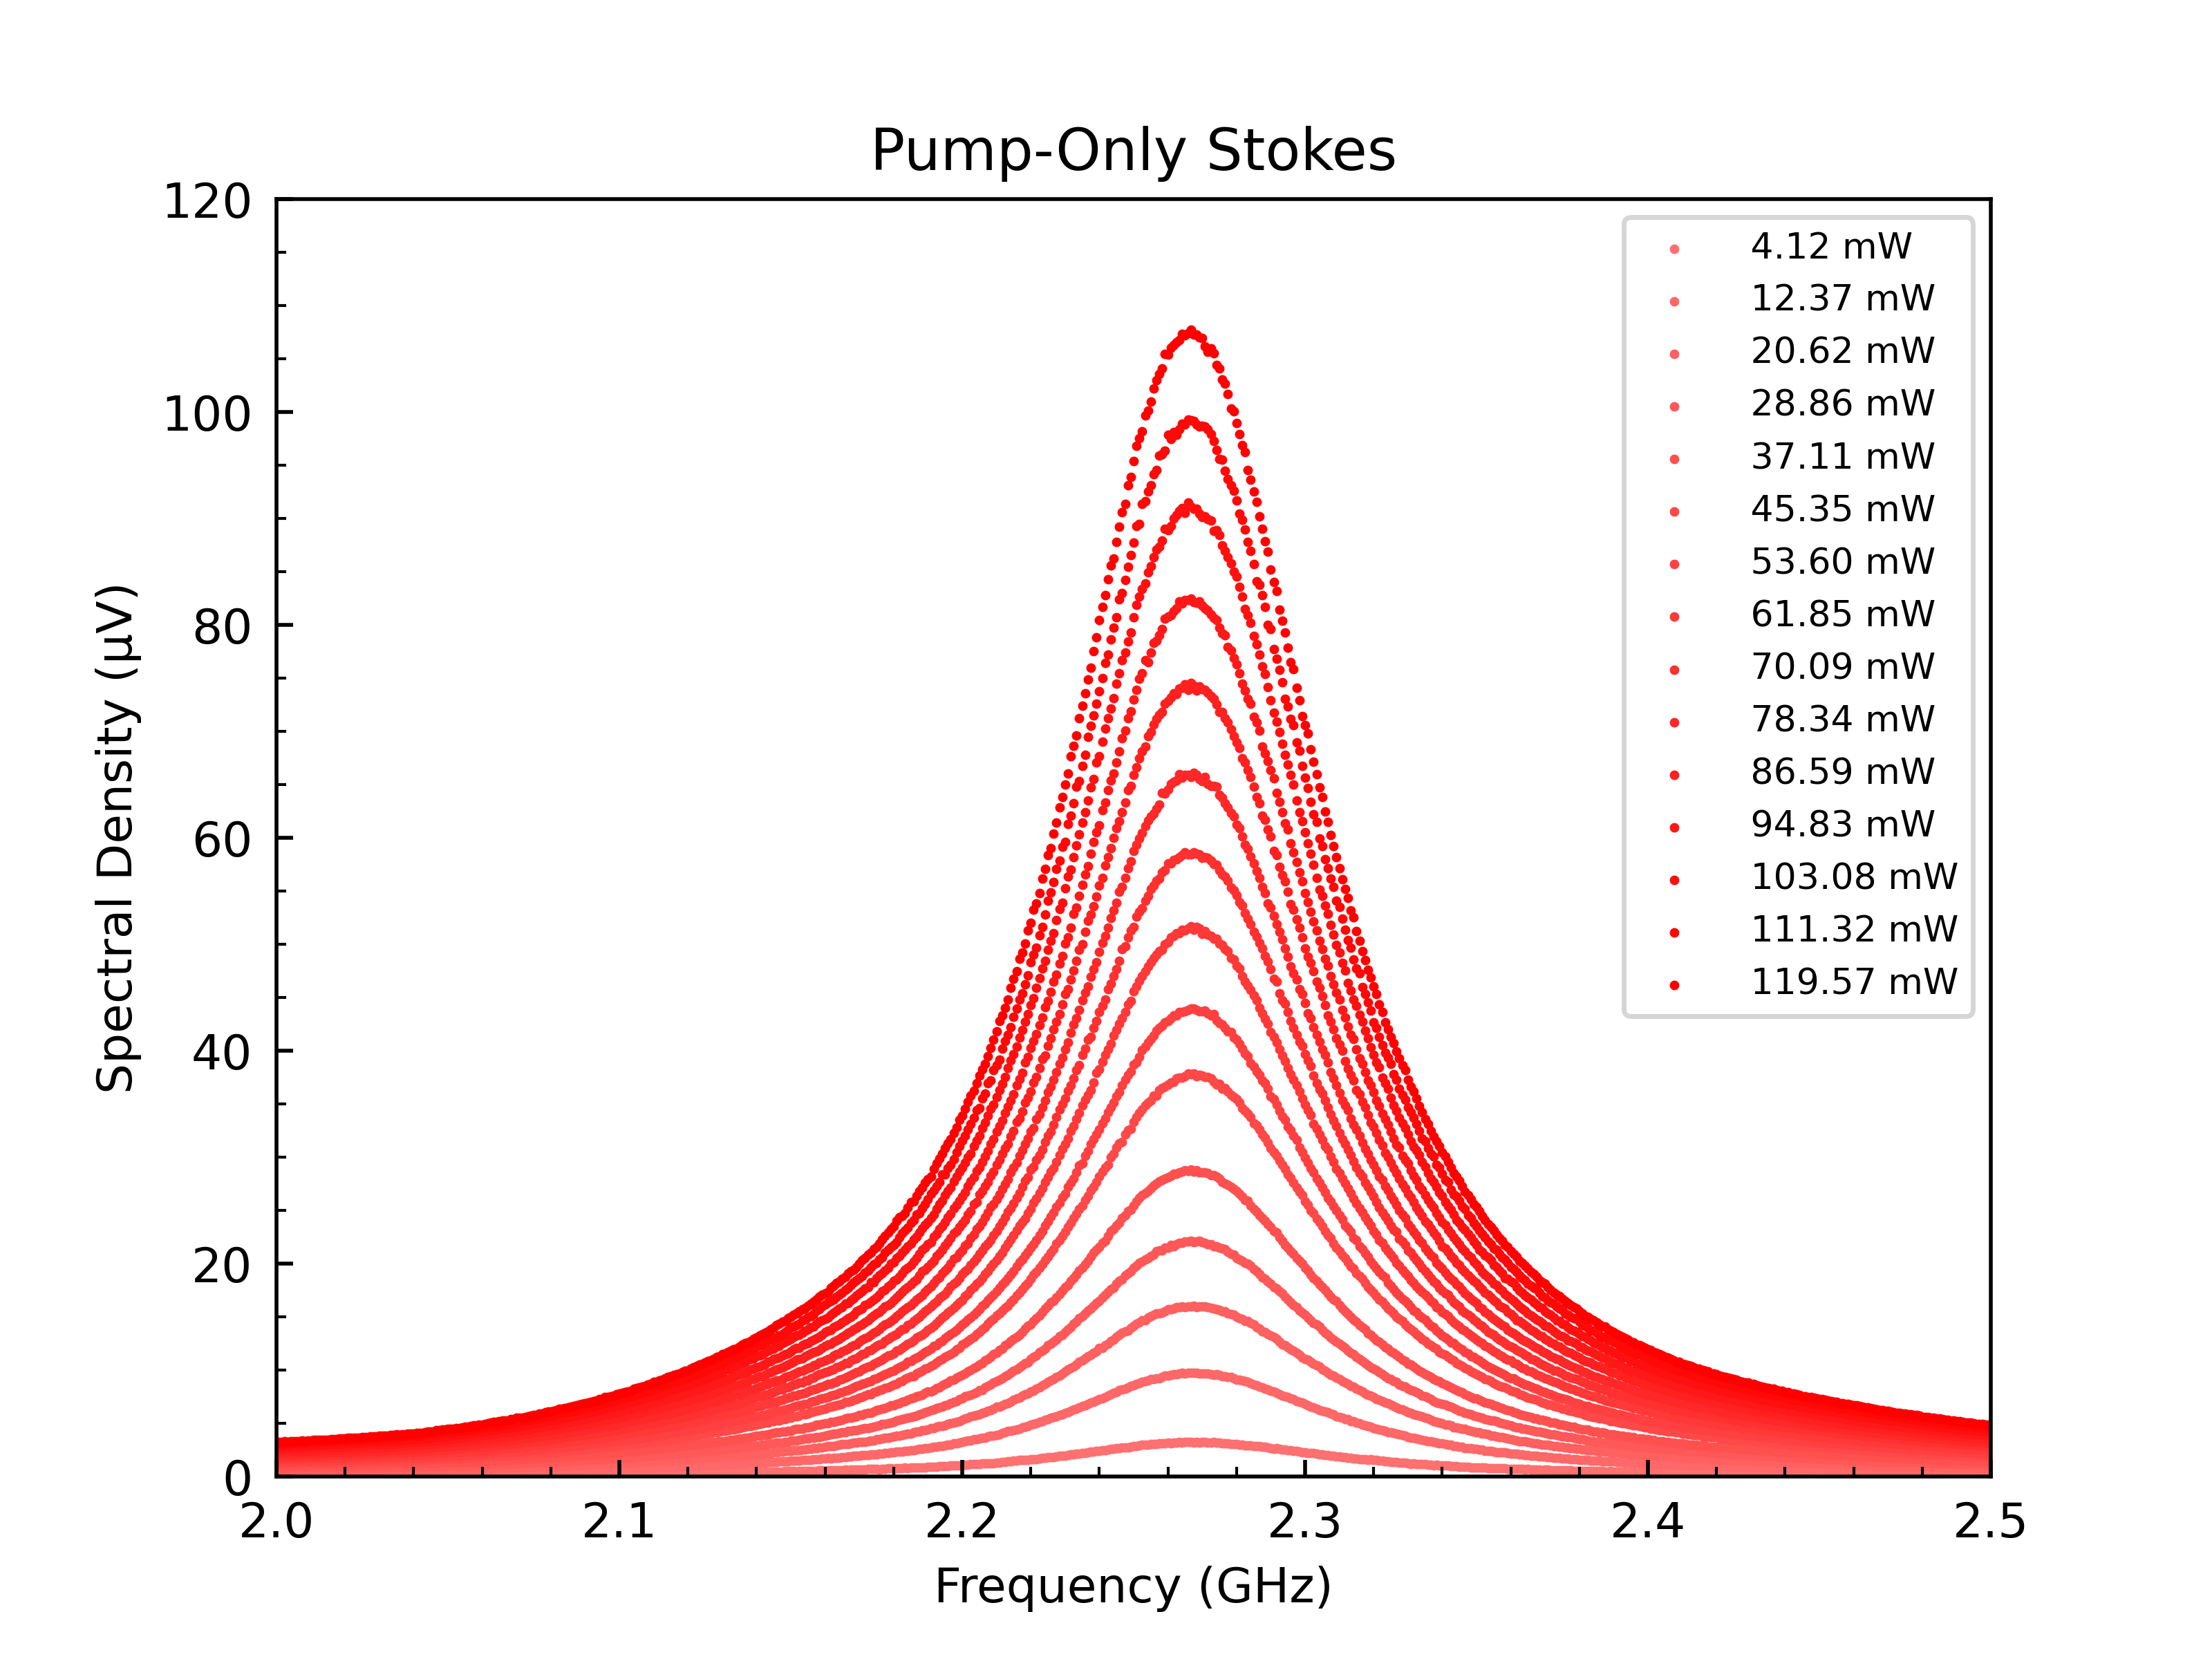 Pump-Only Stokes
120
100
80
60
40
20
0
Spectral Density (μV)
2.0 2.1 2.2 2.3 2.4 2.5
Frequency (GHz)
4.12 mW
12.37 mW
20.62 mW
28.86 mW
37.11 mW
45.35 mW
53.60 mW
61.85 mW
70.09 mW
78.34 mW
86.59 mW
94.83 mW
103.08 mW
111.32 mW
119.57 mW